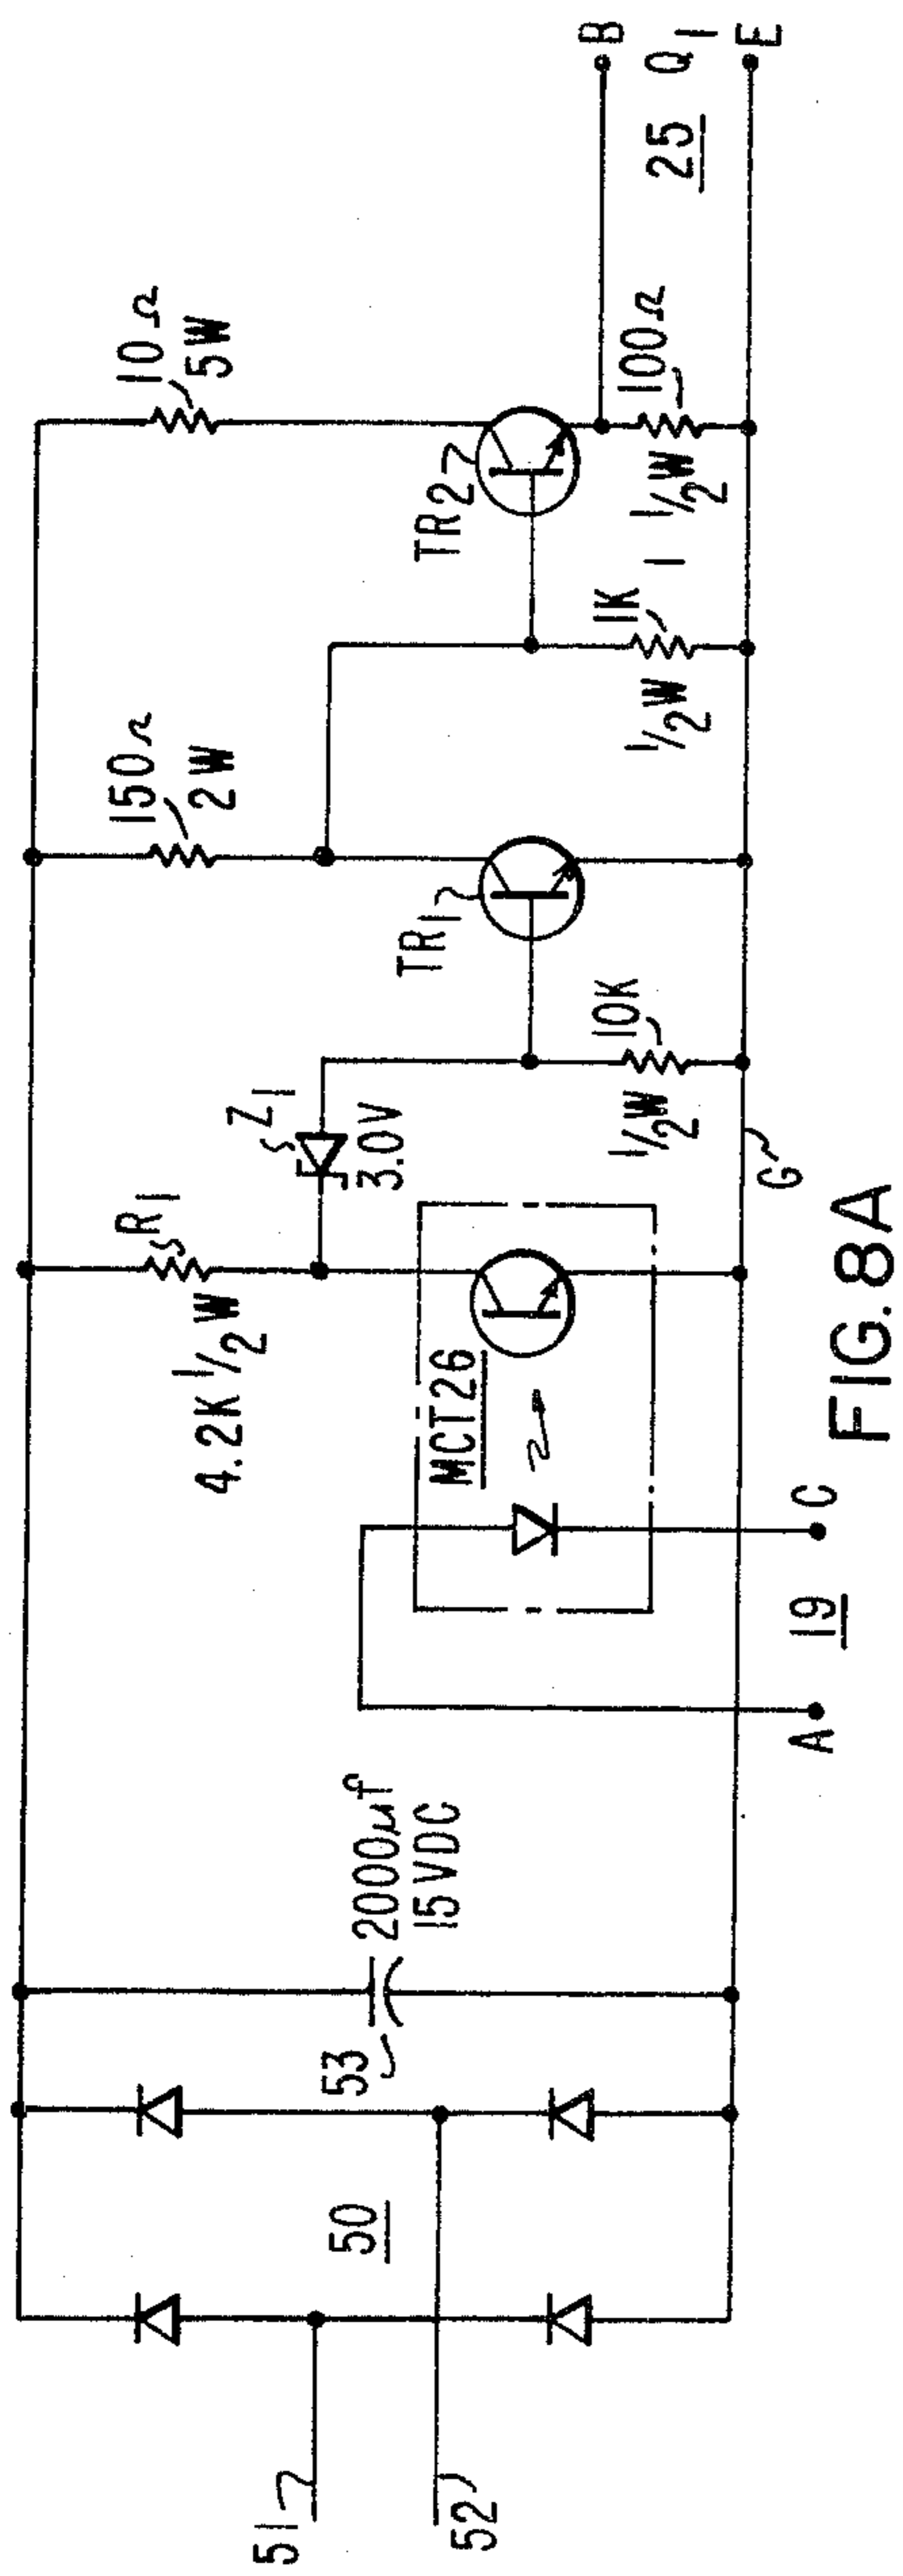 51
52
50
53
2000µf
15VDC
A
19
C
4.2K 1/2 W
R1
MCT26
Z1
3.0V
G
1/2W
10K
TR1
150Ω
2W
1/2W
1K
TR2
10Ω
5W
1/2W
100Ω
25
B
Q1
E
FIG. 8A